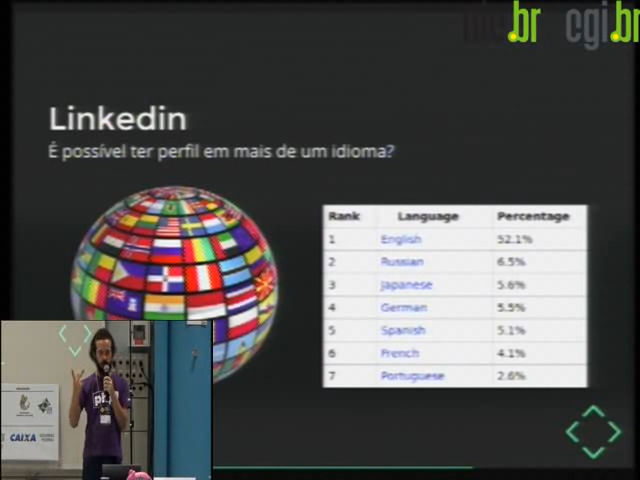 nic.br cgi.br
Linkedin
É possível ter perfil em mais de um idioma?
Rank Language Percentage
1 English 52.1%
2 Russian 6.5%
3 Japanese 5.6%
4 German 5.5%
5 Spanish 5.1%
6 French 4.1%
7 Portuguese 2.6%
CAIXA